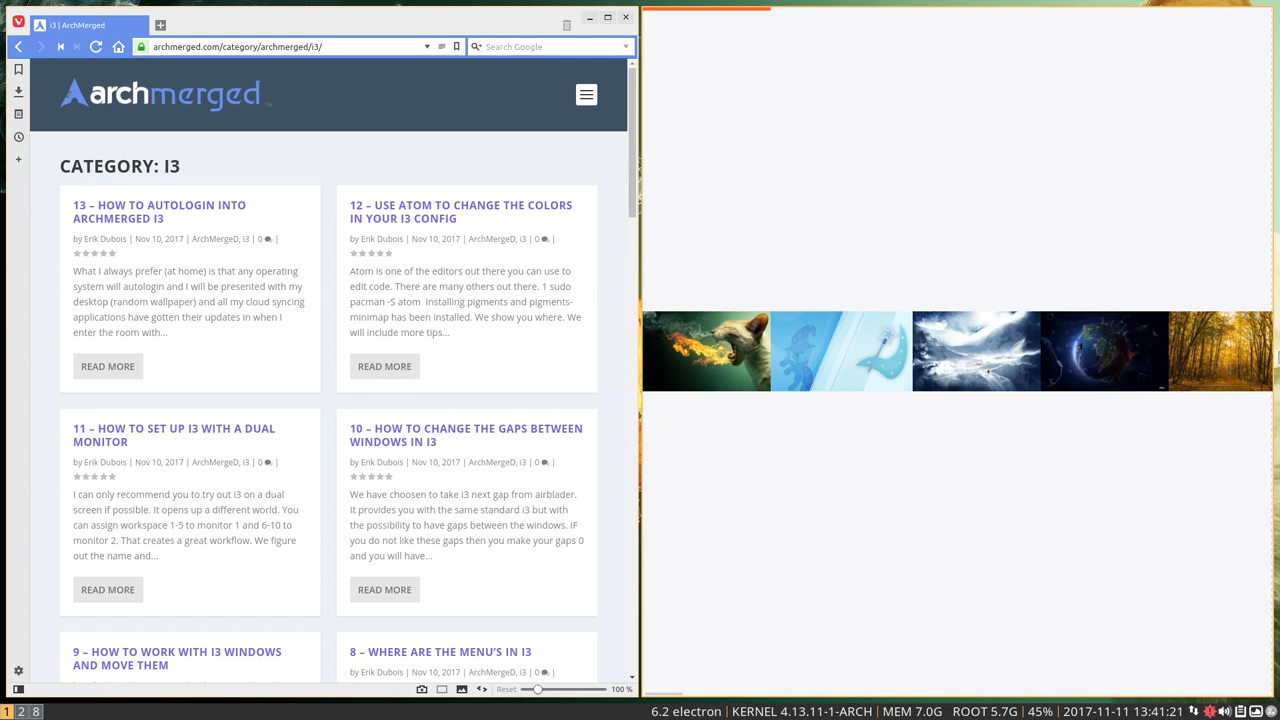 i3 | ArchMerged
archmerged.com/category/archmerged/i3/
Search Google
archmerged
CATEGORY: I3
13 – HOW TO AUTOLOGIN INTO
ARCHMERGED I3
by Erik Dubois | Nov 10, 2017 | ArchMergeD, i3 | 0 |
What I always prefer (at home) is that any operating
system will autologin and I will be presented with my
desktop (random wallpaper) and all my cloud syncing
applications have gotten their updates in when I
enter the room with...
READ MORE
12 – USE ATOM TO CHANGE THE COLORS
IN YOUR I3 CONFIG
by Erik Dubois | Nov 10, 2017 | ArchMergeD, i3 | 0 |
Atom is one of the editors out there you can use to
edit code. There are many others out there. 1 sudo
pacman -S atom  Installing pigments and pigments-
minimap has been installed. We show you where. We
will include more tips...
READ MORE
11 – HOW TO SET UP I3 WITH A DUAL
MONITOR
by Erik Dubois | Nov 10, 2017 | ArchMergeD, i3 | 0 |
I can only recommend you to try out i3 on a dual
screen if possible. It opens up a different world. You
can assign workspace 1-5 to monitor 1 and 6-10 to
monitor 2. That creates a great workflow. We figure
out the name and...
READ MORE
10 – HOW TO CHANGE THE GAPS BETWEEN
WINDOWS IN I3
by Erik Dubois | Nov 10, 2017 | ArchMergeD, i3 | 0 |
We have choosen to take i3 next gap from airblader.
It provides you with the same standard i3 but with
the possibility to have gaps between the windows. IF
you do not like these gaps then you make your gaps 0
and you will have...
READ MORE
9 – HOW TO WORK WITH I3 WINDOWS
AND MOVE THEM
8 – WHERE ARE THE MENU'S IN I3
by Erik Dubois | Nov 10, 2017 | ArchMergeD, i3 | 0 |
Reset
100 %
1 2 8
6.2 electron | KERNEL 4.13.11-1-ARCH | MEM 7.0G | ROOT 5.7G | 45% | 2017-11-11 13:41:21